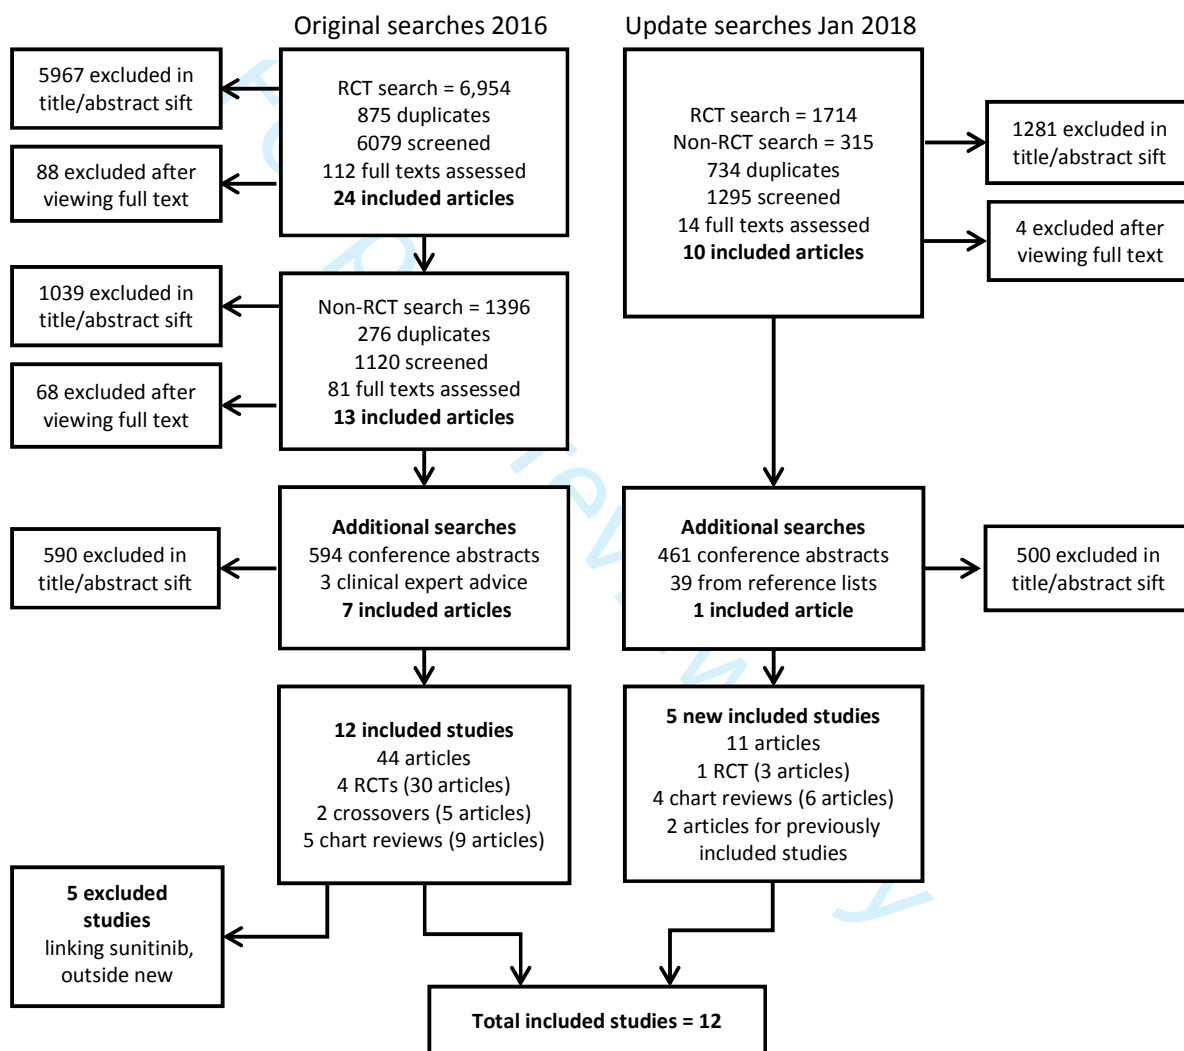 Original searches 2016
Update searches Jan 2018
5967 excluded in
title/abstract sift
88 excluded after
viewing full text
RCT search = 6,954
875 duplicates
6079 screened
112 full texts assessed
24 included articles
RCT search = 1714
Non-RCT search = 315
734 duplicates
1295 screened
14 full texts assessed
10 included articles
1281 excluded in
title/abstract sift
4 excluded after
viewing full text
1039 excluded in
title/abstract sift
68 excluded after
viewing full text
Non-RCT search = 1396
276 duplicates
1120 screened
81 full texts assessed
13 included articles
590 excluded in
title/abstract sift
Additional searches
594 conference abstracts
3 clinical expert advice
7 included articles
Additional searches
461 conference abstracts
39 from reference lists
1 included article
500 excluded in
title/abstract sift
12 included studies
44 articles
4 RCTs (30 articles)
2 crossovers (5 articles)
5 chart reviews (9 articles)
5 new included studies
11 articles
1 RCT (3 articles)
4 chart reviews (6 articles)
2 articles for previously
included studies
5 excluded
studies
linking sunitinib,
outside new
Total included studies = 12